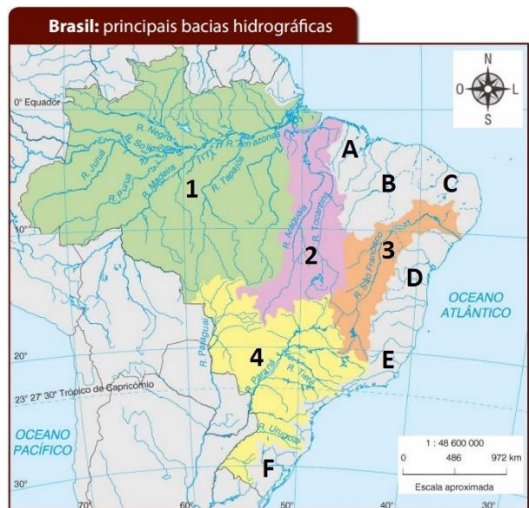 Brasil: principais bacias hidrográficas
N
O
L
S
0° Equador
R. Negro
R. Solimões
R. Amazonas
R. Juruá
R. Purus
R. Madeira
R. Tapajós
1
A
B
C
R. Araguaia
R. Tocantins
10°
2
3
R. São Francisco
D
OCEANO
ATLÂNTICO
R. Paraguai
4
20°
E
R. Paraná
R. Tietê
23° 27' 30" Trópico de Capricórnio
OCEANO
PACÍFICO
R. Uruguai
F
30°
1 : 48 600 000
0 486 972 km
Escala aproximada
70° 60° 50° 40° 30°